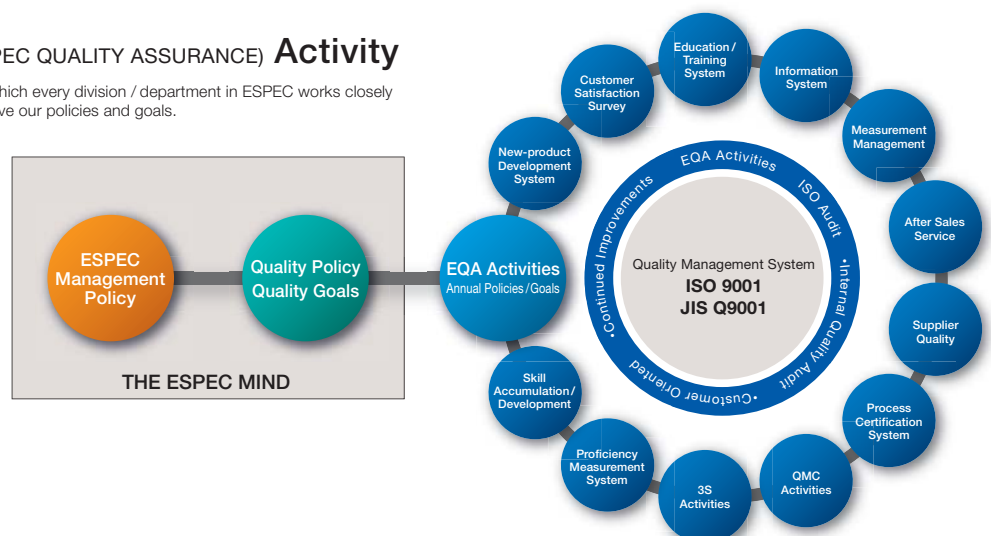 PEC QUALITY ASSURANCE) Activity
hich every division / department in ESPEC works closely
ve our policies and goals.
ESPEC
Management
Policy
Quality Policy
Quality Goals
THE ESPEC MIND
EQA Activities
Annual Policies/Goals
New-product
Development
System
Customer
Satisfaction
Survey
Education/
Training
System
Information
System
Measurement
Management
After Sales
Service
Supplier
Quality
Process
Certification
System
QMC
Activities
3S
Activities
Proficiency
Measurement
System
Skill
Accumulation/
Development
EQA Activities
ISO Audit
•Internal Quality Audit
•Customer Oriented
•Continued Improvements
Quality Management System
ISO 9001
JIS Q9001